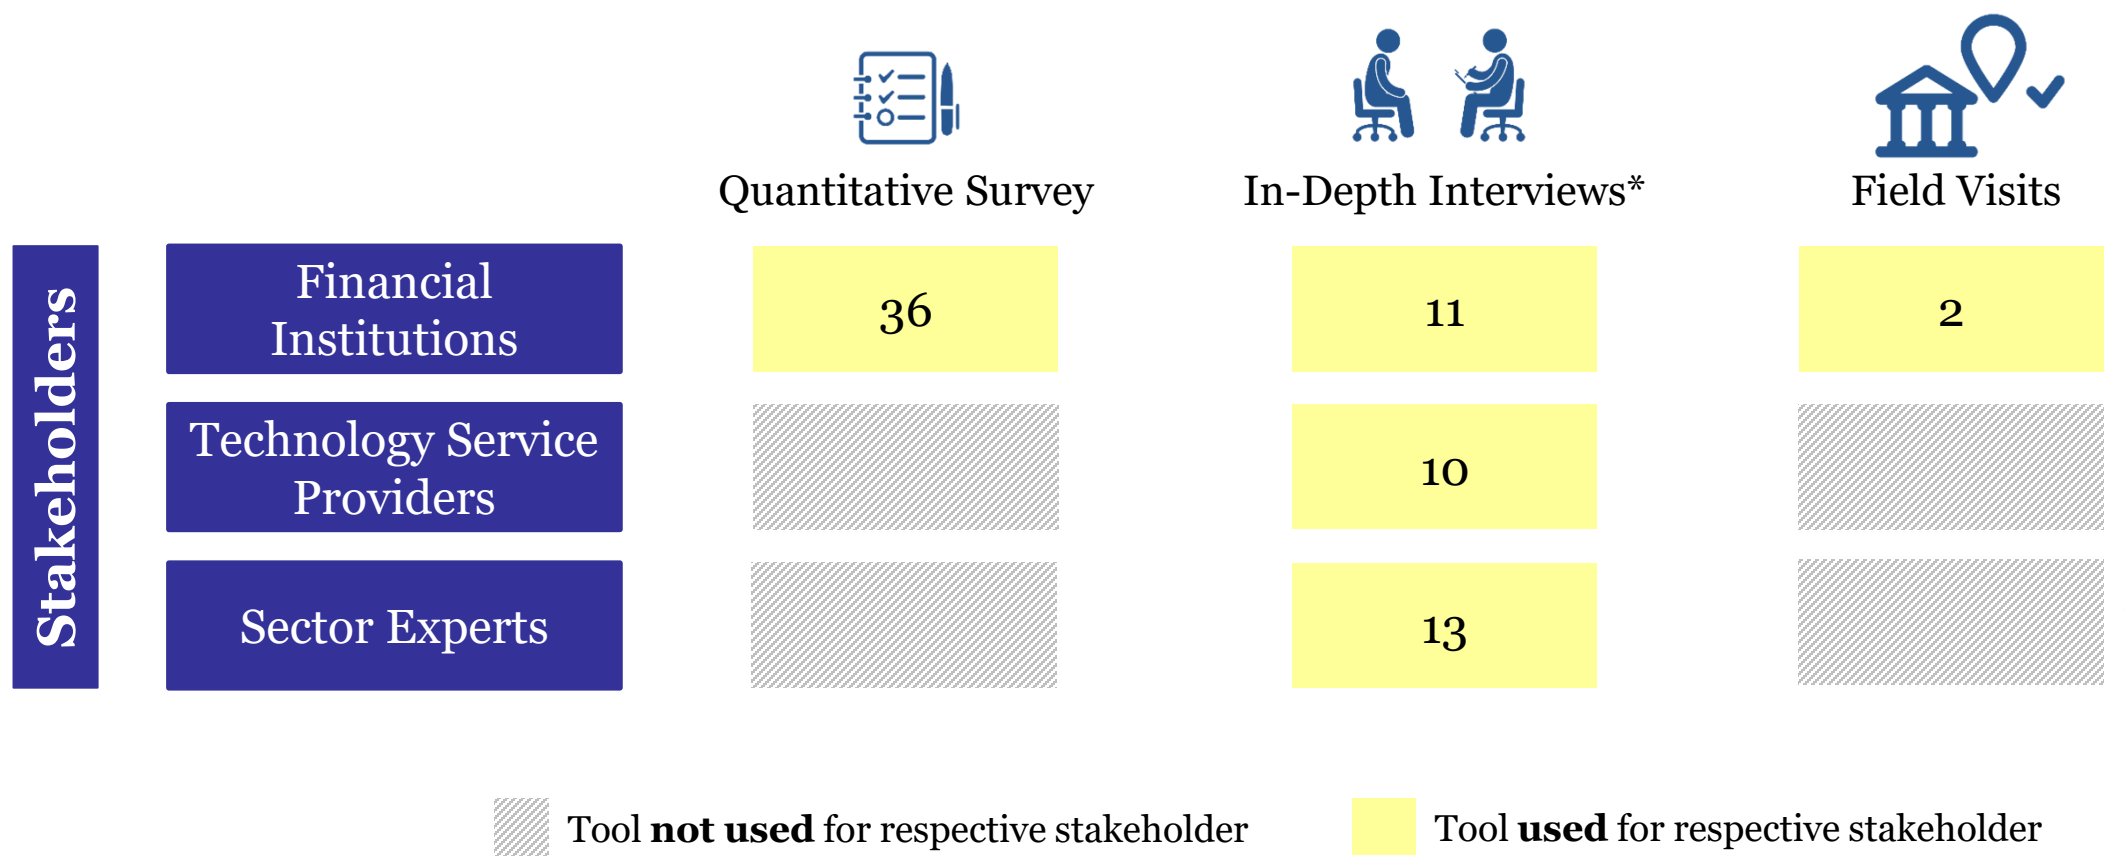 Quantitative Survey
In-Depth Interviews*
Field Visits
Stakeholders
Financial
Institutions
36
11
2
Technology Service
Providers
10
Sector Experts
13
Tool not used for respective stakeholder
Tool used for respective stakeholder